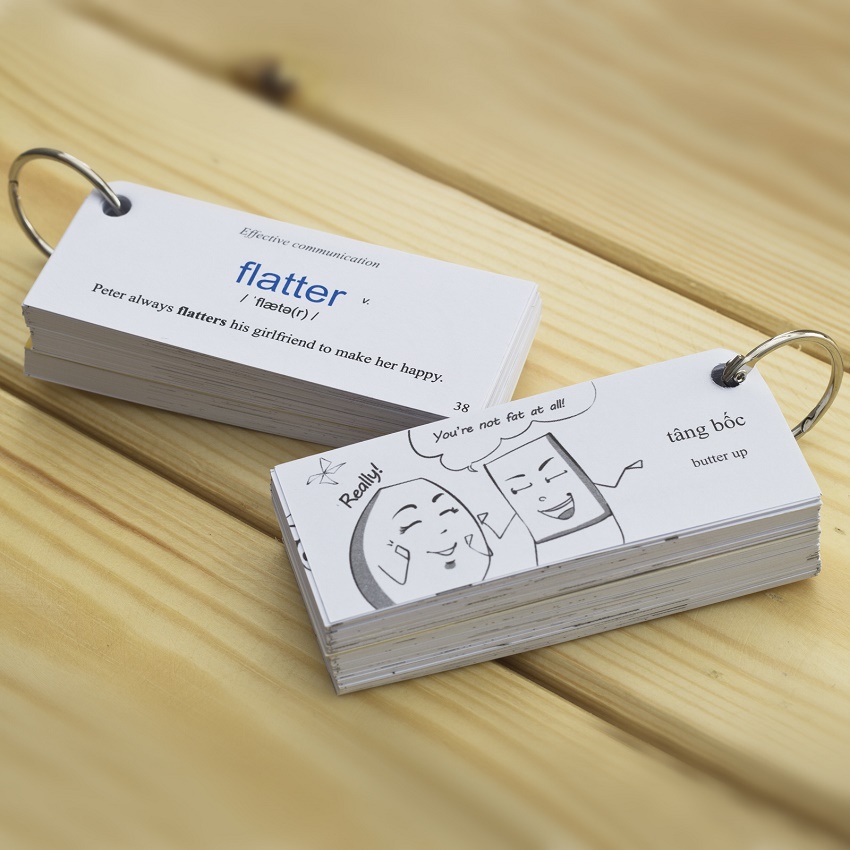 Effective communication
flatter v.
/ ˈflætə(r) /
Peter always flatters his girlfriend to make her happy.
38
You're not fat at all!
Really!
tâng bốc
butter up